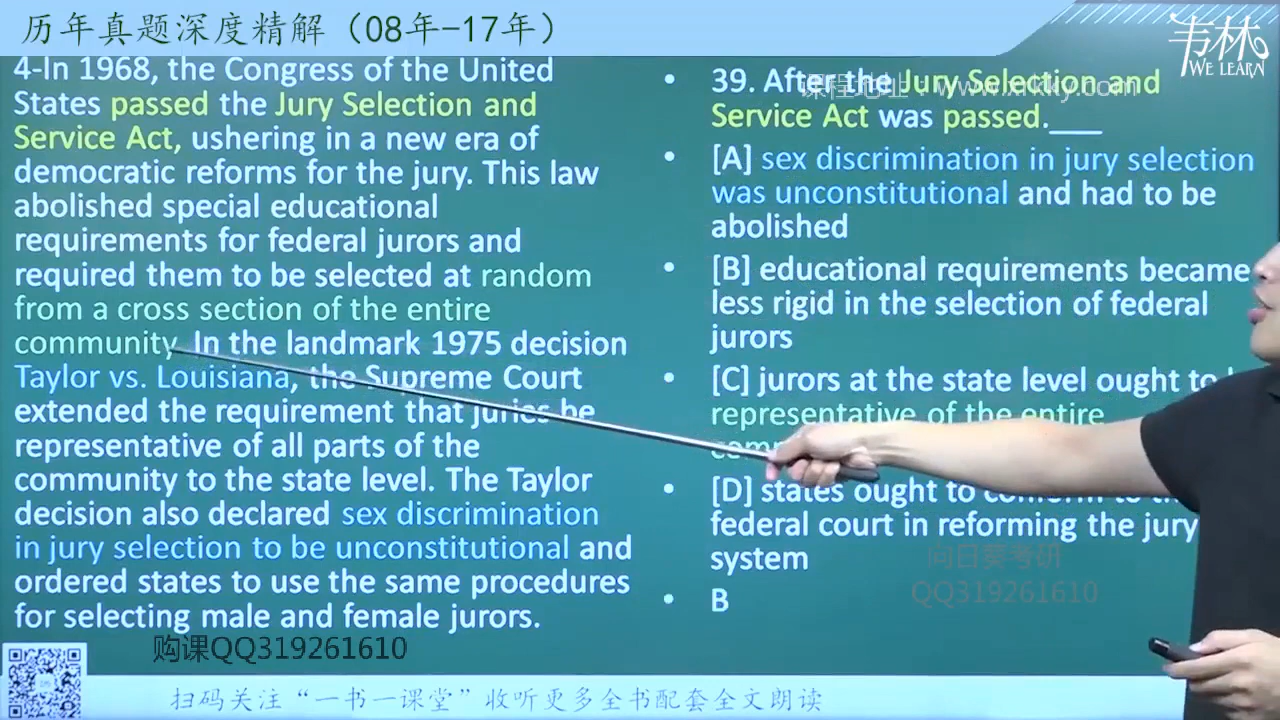 历年真题深度精解（08年-17年）
韦林
WE LEARN
4-In 1968, the Congress of the United
States passed the Jury Selection and
Service Act, ushering in a new era of
democratic reforms for the jury. This law
abolished special educational
requirements for federal jurors and
required them to be selected at random
from a cross section of the entire
community. In the landmark 1975 decision
Taylor vs. Louisiana, the Supreme Court
extended the requirement that juries be
representative of all parts of the
community to the state level. The Taylor
decision also declared sex discrimination
in jury selection to be unconstitutional and
ordered states to use the same procedures
for selecting male and female jurors.
• 39. After the Jury Selection and
Service Act was passed.___
课程地址：www.xrkky.com
• [A] sex discrimination in jury selection
was unconstitutional and had to be
abolished
• [B] educational requirements became
less rigid in the selection of federal
jurors
• [C] jurors at the state level ought to
representative of the entire
• [D] states ought to conform to
federal court in reforming the jury
system
• B
向日葵考研
QQ319261610
购课QQ319261610
扫码关注“一书一课堂”收听更多全书配套全文朗读